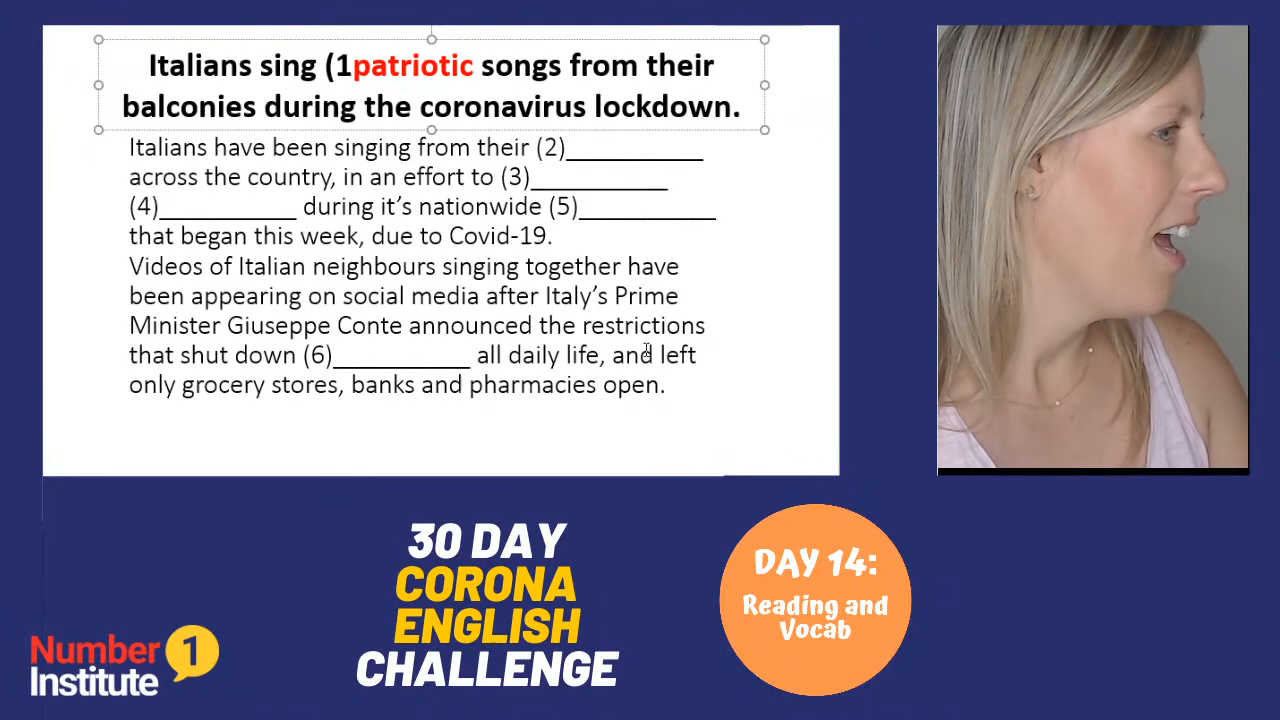 Italians sing (1patriotic songs from their
balconies during the coronavirus lockdown.
Italians have been singing from their (2)___________
across the country, in an effort to (3)___________
(4)___________ during it’s nationwide (5)___________
that began this week, due to Covid-19.
Videos of Italian neighbours singing together have
been appearing on social media after Italy’s Prime
Minister Giuseppe Conte announced the restrictions
that shut down (6)___________ all daily life, and left
only grocery stores, banks and pharmacies open.
30 DAY
CORONA
ENGLISH
CHALLENGE
DAY 14:
Reading and
Vocab
Number 1
Institute